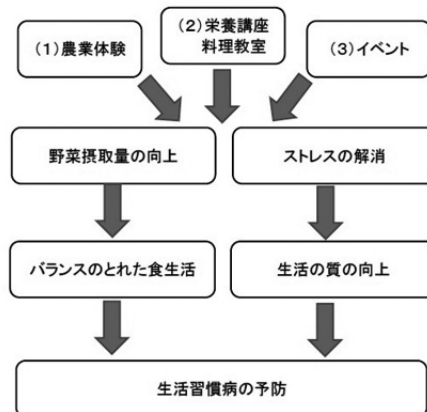 (1)農業体験
(2)栄養講座
料理教室
(3)イベント
野菜摂取量の向上
ストレスの解消
バランスのとれた食生活
生活の質の向上
生活習慣病の予防